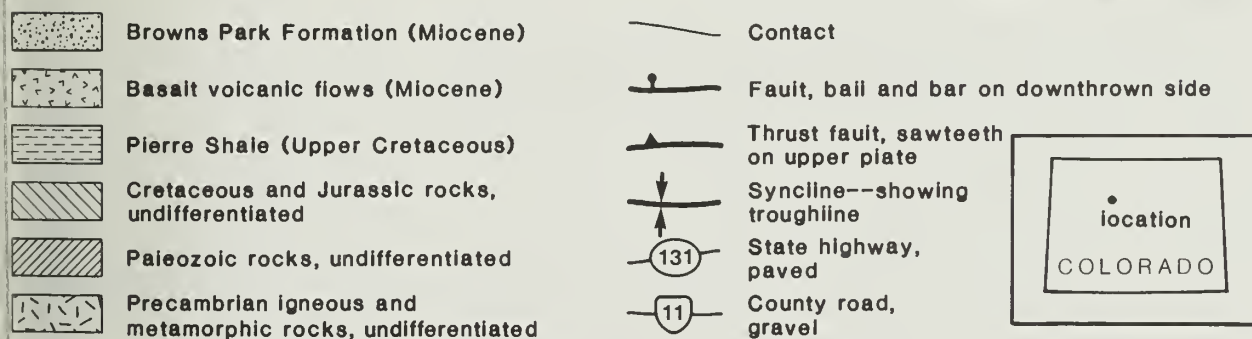 Browns Park Formation (Miocene)
Basalt volcanic flows (Miocene)
Pierre Shale (Upper Cretaceous)
Cretaceous and Jurassic rocks,
undifferentiated
Paleozoic rocks, undifferentiated
Precambrian igneous and
metamorphic rocks, undifferentiated
Contact
Fault, ball and bar on downthrown side
Thrust fault, sawteeth
on upper plate
Syncline--showing
troughline
131
State highway,
paved
11
County road,
gravel
location
COLORADO